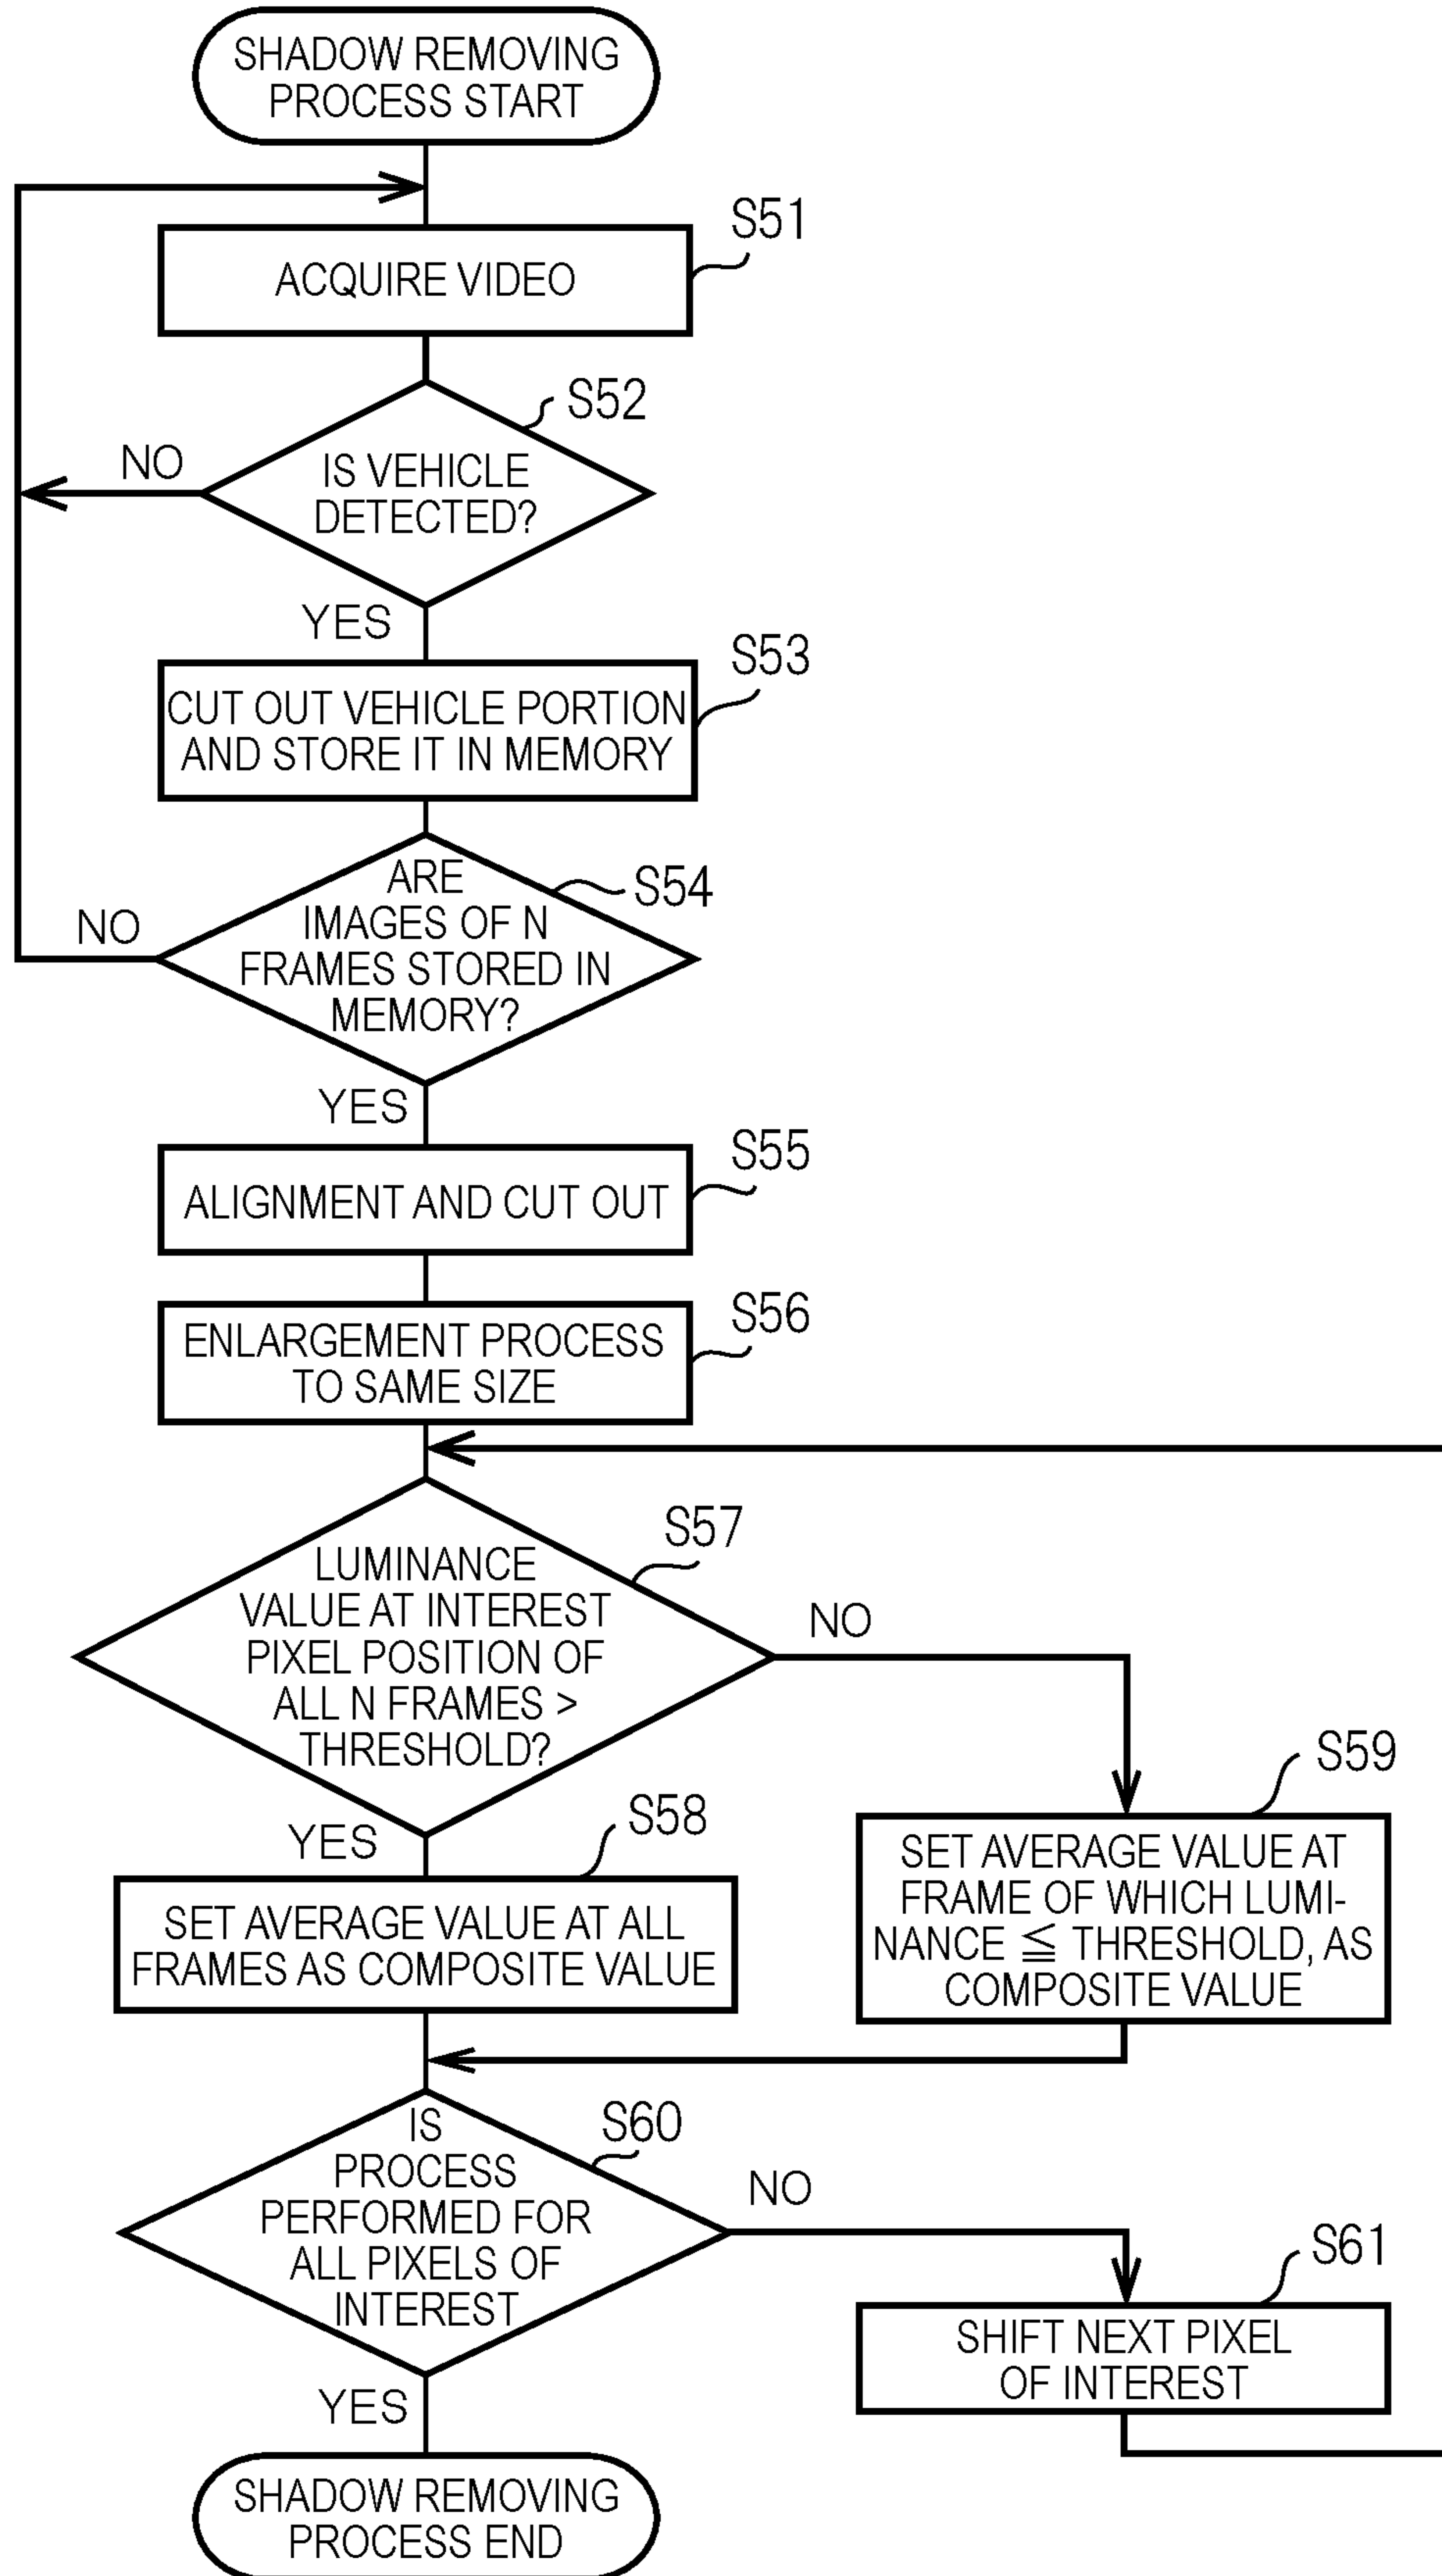 SHADOW REMOVING
PROCESS START
S51
ACQUIRE VIDEO
S52
NO
IS VEHICLE
DETECTED?
YES
S53
CUT OUT VEHICLE PORTION
AND STORE IT IN MEMORY
S54
ARE
IMAGES OF N
FRAMES STORED IN
MEMORY?
NO
YES
S55
ALIGNMENT AND CUT OUT
S56
ENLARGEMENT PROCESS
TO SAME SIZE
S57
LUMINANCE
VALUE AT INTEREST
PIXEL POSITION OF
ALL N FRAMES >
THRESHOLD?
NO
YES
S58
SET AVERAGE VALUE AT ALL
FRAMES AS COMPOSITE VALUE
S59
SET AVERAGE VALUE AT
FRAME OF WHICH LUMI-
NANCE ≦ THRESHOLD, AS
COMPOSITE VALUE
S60
IS
PROCESS
PERFORMED FOR
ALL PIXELS OF
INTEREST
NO
S61
SHIFT NEXT PIXEL
OF INTEREST
YES
SHADOW REMOVING
PROCESS END